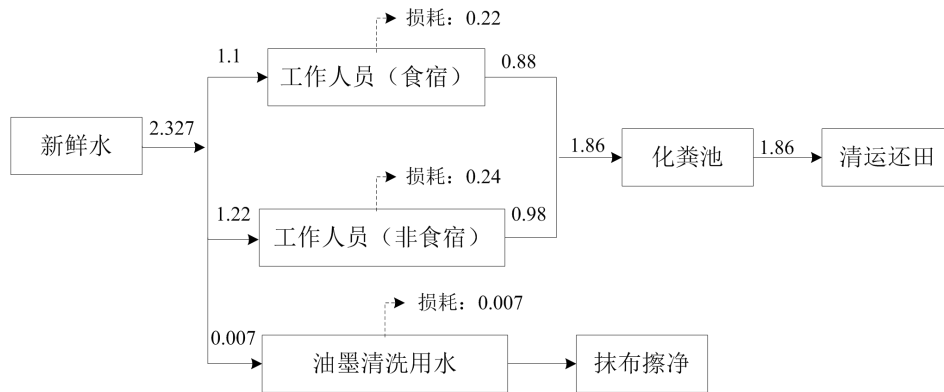 损耗：0.22
1.1
工作人员（食宿）
0.88
新鲜水
2.327
1.86
化粪池
1.86
清运还田
损耗：0.24
1.22
工作人员（非食宿）
0.98
损耗：0.007
0.007
油墨清洗用水
抹布擦净